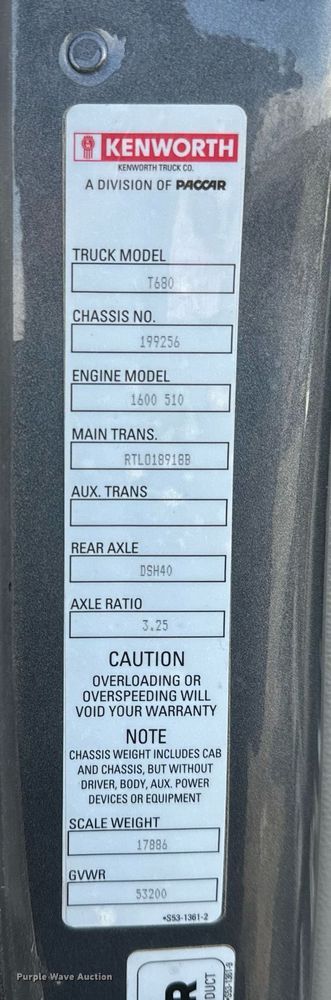 KENWORTH
KENWORTH TRUCK CO.
A DIVISION OF PACCAR
TRUCK MODEL
T680
CHASSIS NO.
199256
ENGINE MODEL
1600 510
MAIN TRANS.
RTLO18918B
AUX. TRANS
REAR AXLE
DSH40
AXLE RATIO
3.25
CAUTION
OVERLOADING OR
OVERSPEEDING WILL
VOID YOUR WARRANTY
NOTE
CHASSIS WEIGHT INCLUDES CAB
AND CHASSIS, BUT WITHOUT
DRIVER, BODY, AUX. POWER
DEVICES OR EQUIPMENT
SCALE WEIGHT
17886
GVWR
53200
*S53-1361-2
R
DUCT
Purple Wave Auction